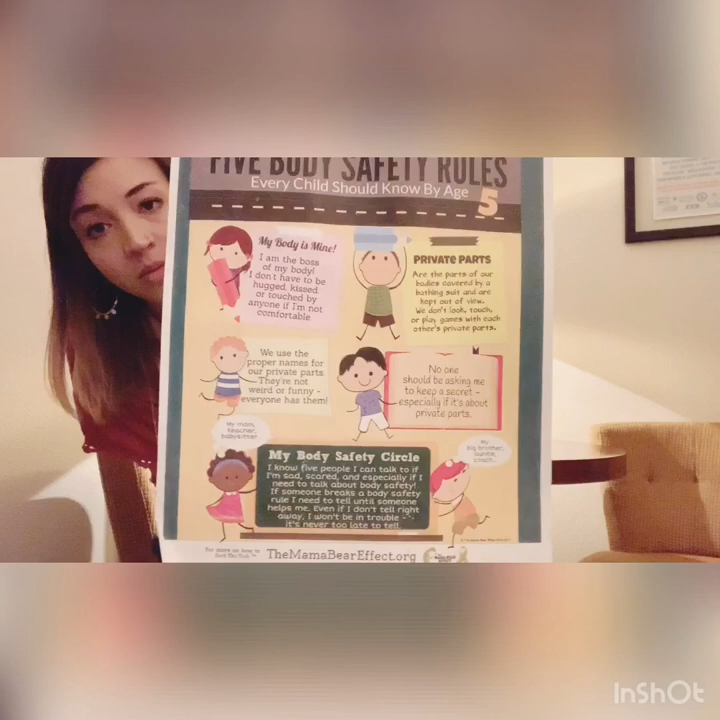 FIVE BODY SAFETY RULES
Every Child Should Know By Age 5
My Body is Mine!
I am the boss
of my body!
I don't have to be
hugged, kissed,
or touched by
anyone if I'm not
comfortable
PRIVATE PARTS
Are the parts of our
bodies covered by a
bathing suit and are
kept out of view.
We don't look, touch,
or play games with each
other's private parts.
We use the
proper names for
our private parts
They're not
weird or funny -
everyone has them!
No one
should be asking me
to keep a secret -
especially if it's about
private parts.
My mom,
teacher,
babysitter
My
big brother,
auntie,
coach...
My Body Safety Circle
I know five people I can talk to if
I'm sad, scared, and especially if I
need to talk about body safety!
If someone breaks a body safety
rule I need to tell until someone
helps me. Even if I don't tell right
away, I won't be in trouble -
it's never too late to tell.
TheMamaBearEffect.org
InShOt